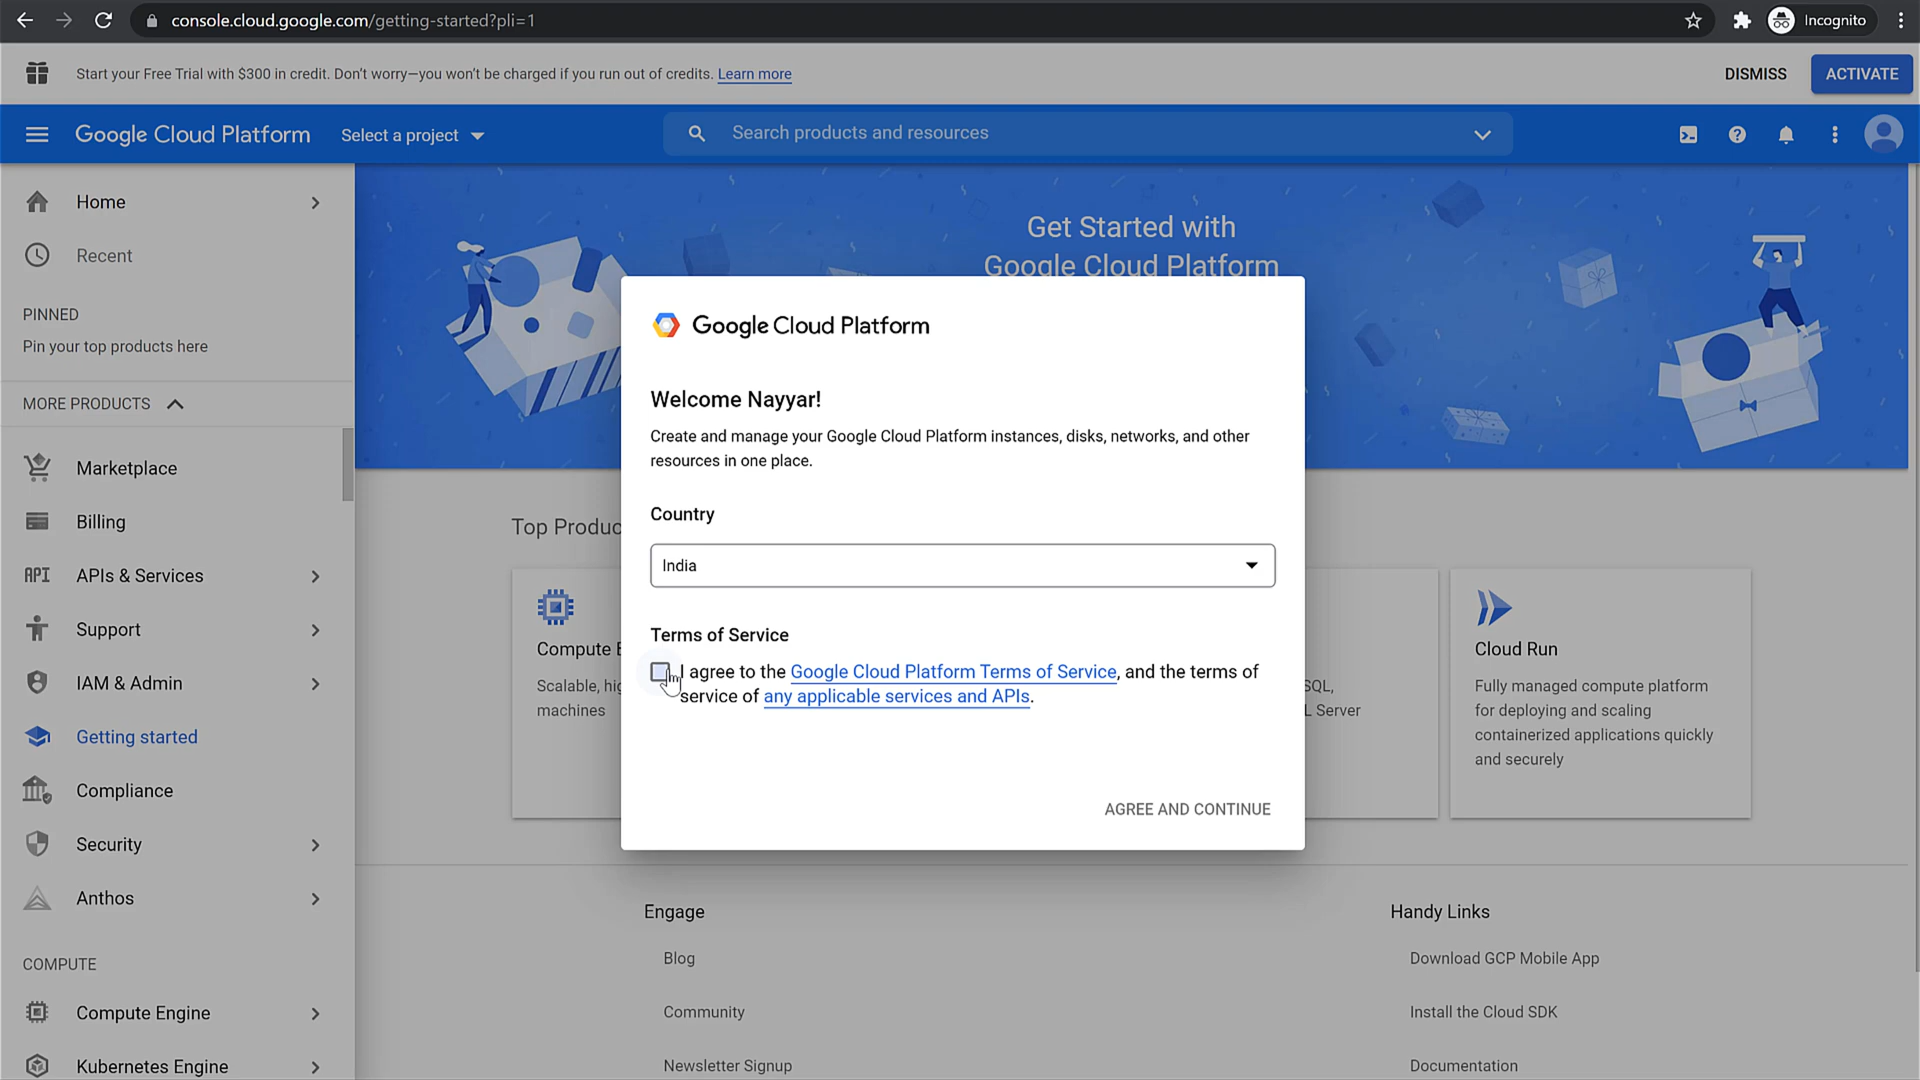 console.cloud.google.com/getting-started?pli=1
Incognito
Start your Free Trial with $300 in credit. Don't worry—you won't be charged if you run out of credits. Learn more
DISMISS
ACTIVATE
Google Cloud Platform
Select a project
Search products and resources
Home
Recent
PINNED
Pin your top products here
MORE PRODUCTS
Marketplace
Billing
API
APIs & Services
Support
IAM & Admin
Getting started
Compliance
Security
Anthos
COMPUTE
Compute Engine
Kubernetes Engine
Get Started with
Google Cloud Platform
Google Cloud Platform
Welcome Nayyar!
Create and manage your Google Cloud Platform instances, disks, networks, and other
resources in one place.
Country
India
Terms of Service
I agree to the Google Cloud Platform Terms of Service, and the terms of
service of any applicable services and APIs.
AGREE AND CONTINUE
Top Produc
Compute E
Scalable, hig
machines
SQL,
L Server
Cloud Run
Fully managed compute platform
for deploying and scaling
containerized applications quickly
and securely
Engage
Blog
Community
Newsletter Signup
Handy Links
Download GCP Mobile App
Install the Cloud SDK
Documentation